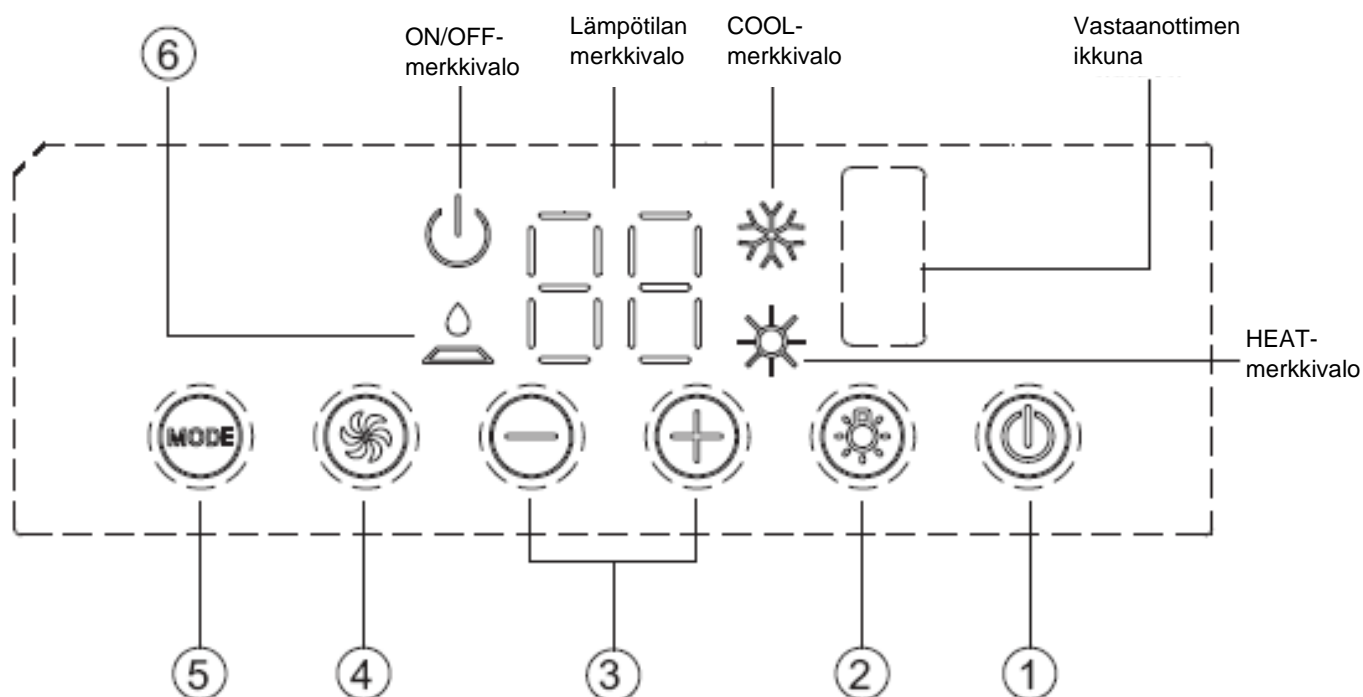 6
ON/OFF-
merkkivalo
Lämpötilan
merkkivalo
COOL-
merkkivalo
Vastaanottimen
ikkuna
HEAT-
merkkivalo
MODE
5
4
3
2
1